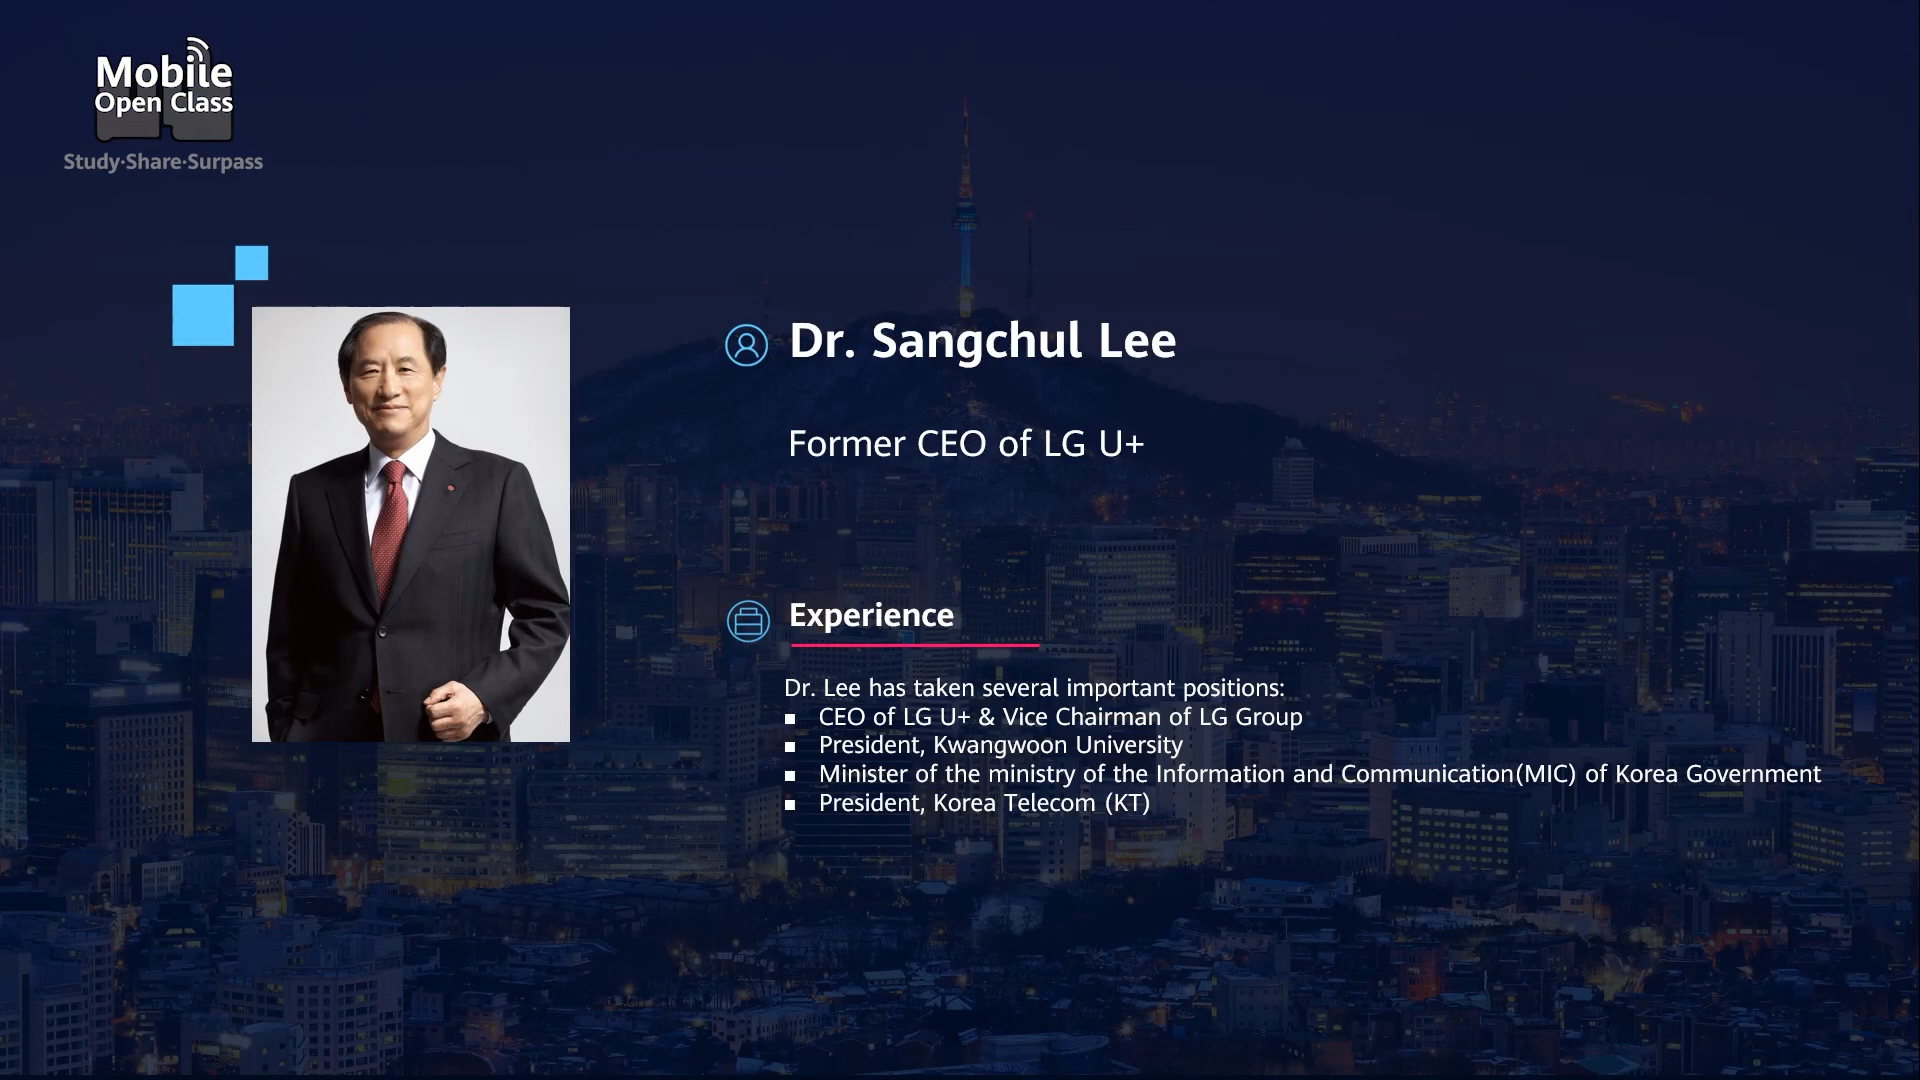 Mobile
Open Class
Study·Share·Surpass
Dr. Sangchul Lee
Former CEO of LG U+
Experience
Dr. Lee has taken several important positions:
▪ CEO of LG U+ & Vice Chairman of LG Group
▪ President, Kwangwoon University
▪ Minister of the ministry of the Information and Communication(MIC) of Korea Government
▪ President, Korea Telecom (KT)